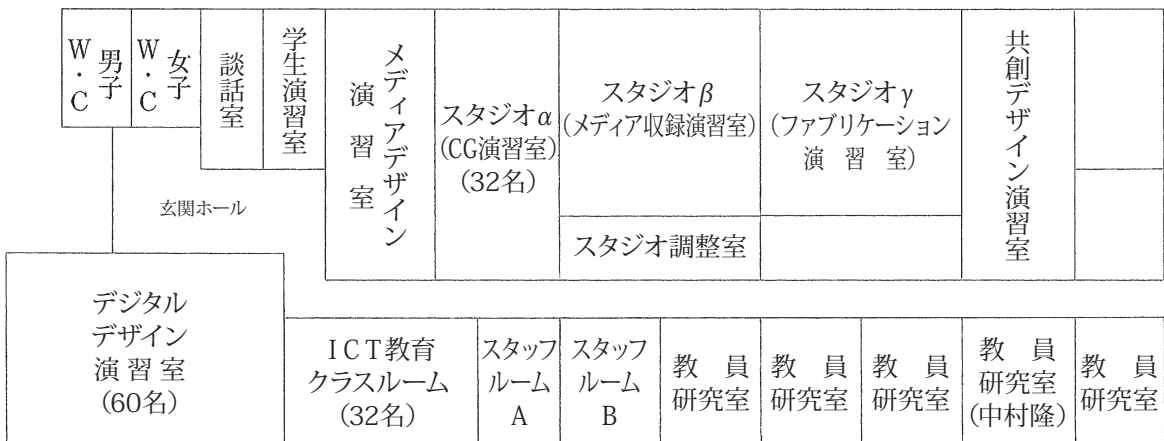 男子
W・C
女子
W・C
談話室
学生演習室
メディアデザイン
演習室
スタジオα
(CG演習室)
(32名)
スタジオβ
(メディア収録演習室)
スタジオγ
(ファブリケーション
演習室)
共創デザイン演習室
玄関ホール
スタジオ調整室
デジタル
デザイン
演習室
(60名)
ICT教育
クラスルーム
(32名)
スタッフ
ルーム
A
スタッフ
ルーム
B
教員
研究室
教員
研究室
教員
研究室
教員
研究室
(中村隆)
教員
研究室